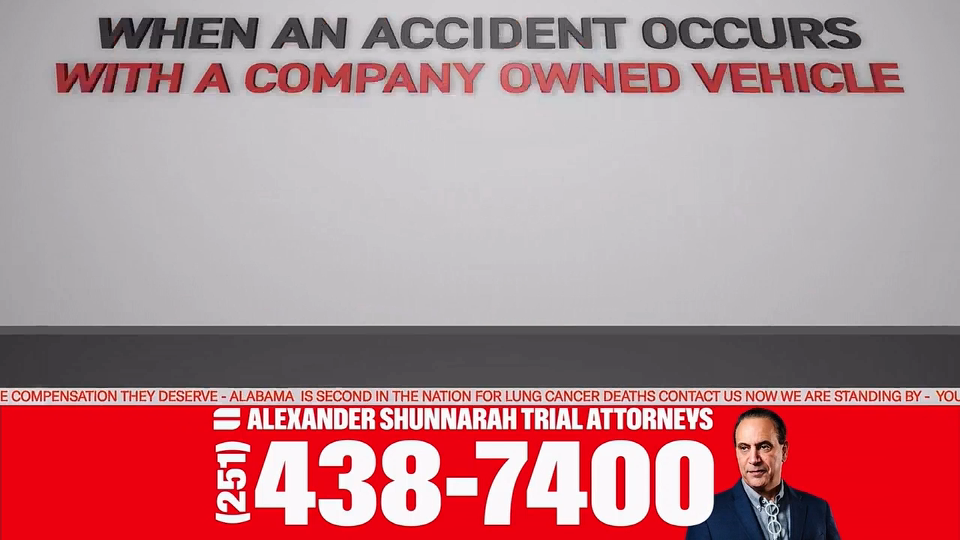 WHEN AN ACCIDENT OCCURS
WITH A COMPANY OWNED VEHICLE
COMPENSATION THEY DESERVE - ALABAMA IS SECOND IN THE NATION FOR LUNG CANCER DEATHS CONTACT US NOW WE ARE STANDING BY -
ALEXANDER SHUNNARAH TRIAL ATTORNEYS
(251) 438-7400